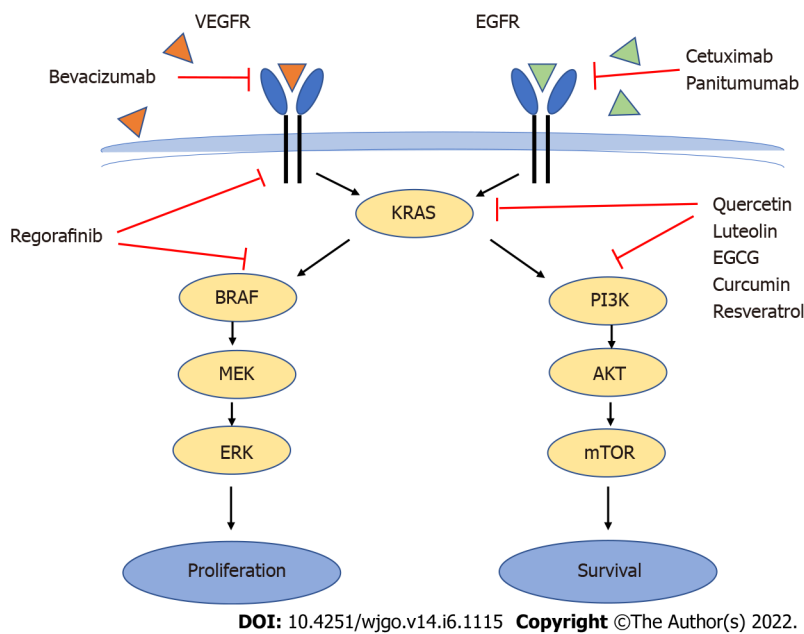 VEGFR
EGFR
Bevacizumab
Cetuximab
Panitumumab
KRAS
Regorafinib
Quercetin
Luteolin
EGCG
Curcumin
Resveratrol
BRAF
PI3K
MEK
AKT
ERK
mTOR
Proliferation
Survival
DOI: 10.4251/wjgo.v14.i6.1115 Copyright ©The Author(s) 2022.